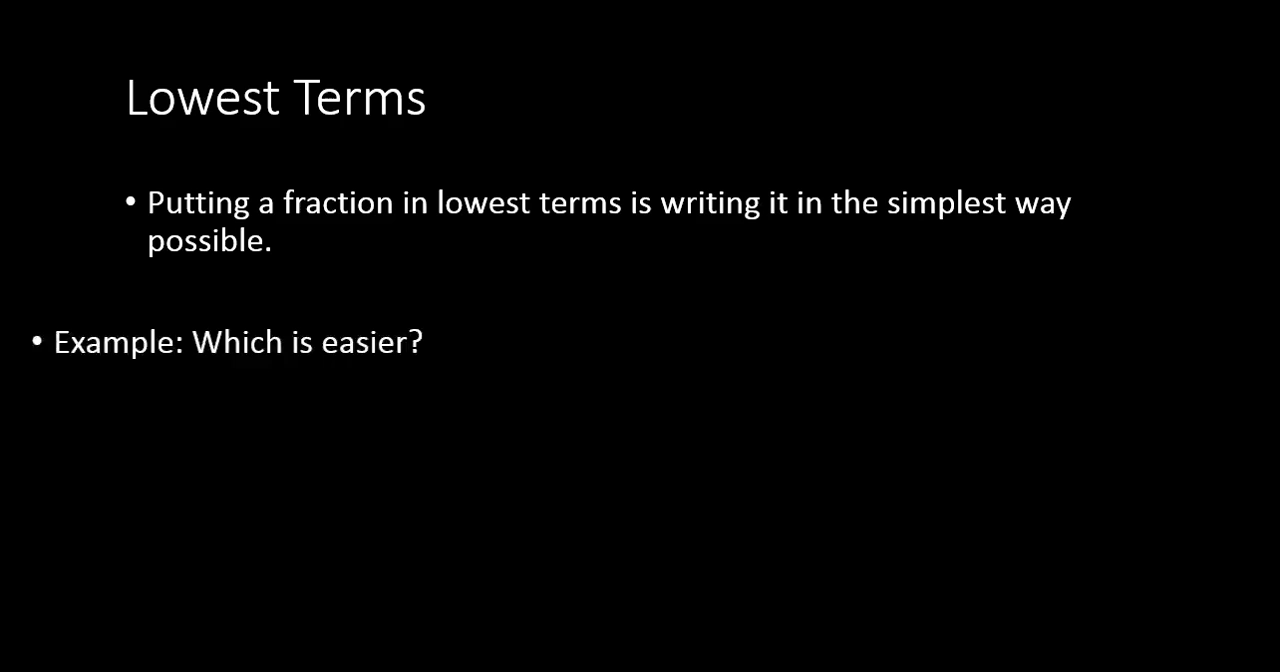 Lowest Terms
• Putting a fraction in lowest terms is writing it in the simplest way
possible.
• Example: Which is easier?